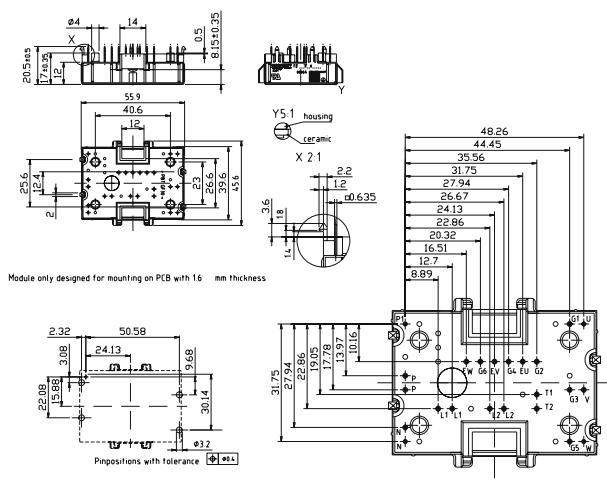 ø4
14
0.5
8.15±0.35
X
20.5±0.5
17±0.35
12
55.9
40.6
12
25.6
12.4
2
23
26.6
39.6
45.6
Y
Y5:1
housing
ceramic
X 2:1
2.2
1.2
□0.635
3.6
1.8
1.4
Module only designed for mounting on PCB with 1.6 mm thickness
48.26
44.45
35.56
31.75
27.94
26.67
24.13
22.86
20.32
16.51
12.7
8.89
P1
G1
U
31.75
27.94
22.86
19.05
17.78
13.97
10.16
EW
G6
EV
G4
EU
G2
P
P
T1
G3
V
T2
L1
L1
L2
L2
N
N
G5
W
2.32
50.58
3.08
24.13
9.68
22.08
15.88
30.14
ø3.2
Pinpositions with tolerance ⌖ ø0.4